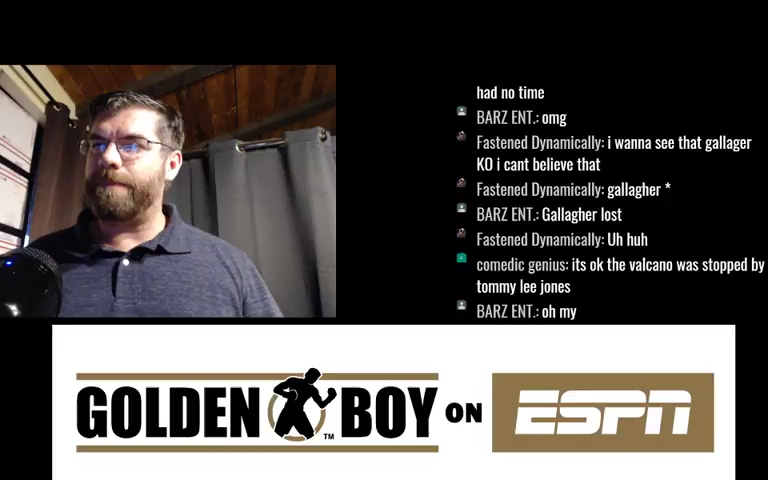 had no time
BARZ ENT.: omg
Fastened Dynamically: i wanna see that gallager
KO i cant believe that
Fastened Dynamically: gallagher *
BARZ ENT.: Gallagher lost
Fastened Dynamically: Uh huh
comedic genius: its ok the valcano was stopped by
tommy lee jones
BARZ ENT.: oh my
GOLDEN BOY ON ESPN
TM